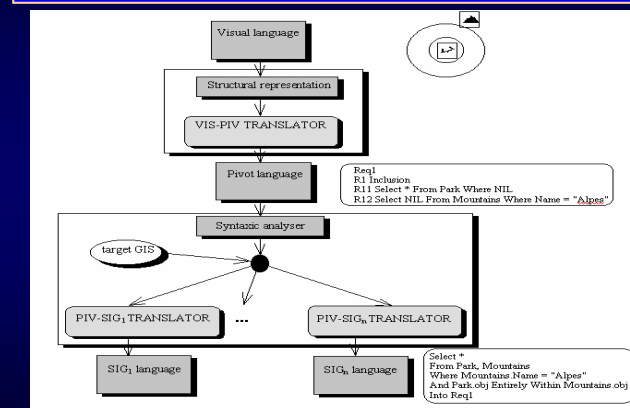 Visual language
Structural representation
VIS-PIV TRANSLATOR
Pivot language
Req1
R1 Inclusion
R11 Select * From Park Where NIL
R12 Select NIL From Mountains Where Name = "Alpes"
Syntaxic analyser
target GIS
PIV-SIG1 TRANSLATOR
...
PIV-SIGn TRANSLATOR
SIG1 language
SIGn language
Select *
From Park, Mountains
Where Mountains.Name = "Alpes"
And Park.obj Entirely Within Mountains.obj
Into Req1